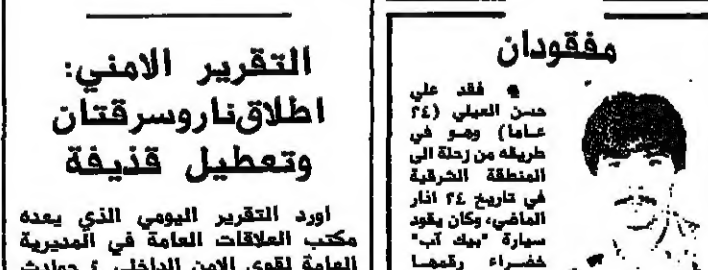 مفقودان
● فقد علي
حسن العيلي (٢٤
عاما) وهو في
طريقه من زحلة الى
المنطقة الشرقية
في تاريخ ٢٤ اذار
الماضي، وكان يقود
سيارة "بيك آب"
خضراء رقمها
التقرير الامني:
اطلاق نار وسرقتان
وتعطيل قذيفة
اورد التقرير اليومي الذي يعده
مكتب العلاقات العامة في المديرية
العامة لقوى الامن الداخلي ٤ حوادث